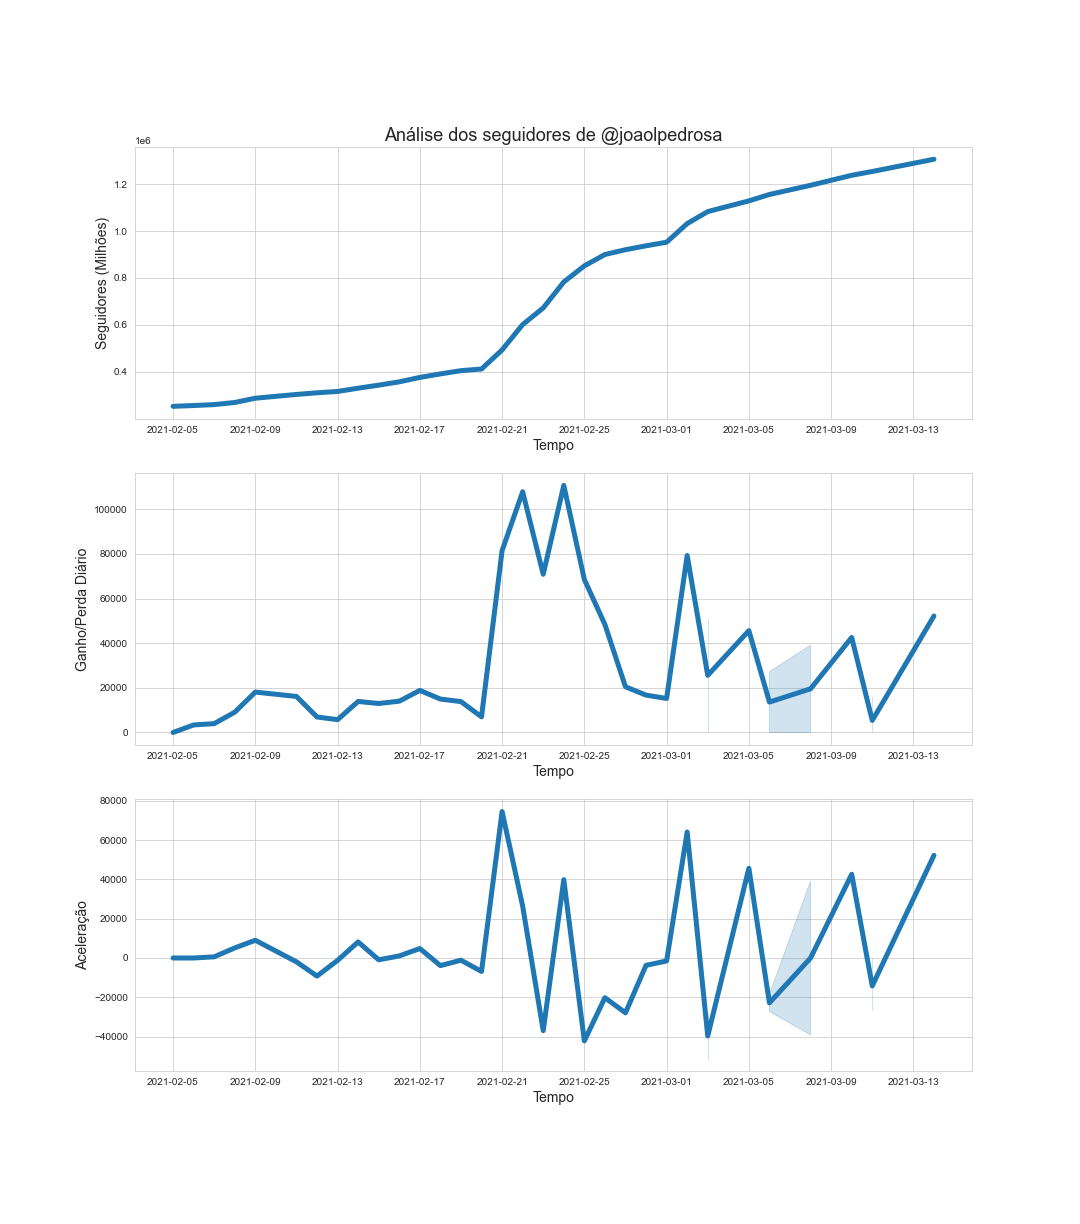 Análise dos seguidores de @joaolpedrosa
1e6
1.2
1.0
0.8
0.6
0.4
Seguidores (Milhões)
2021-02-05 2021-02-09 2021-02-13 2021-02-17 2021-02-21 2021-02-25 2021-03-01 2021-03-05 2021-03-09 2021-03-13
Tempo
100000
80000
60000
40000
20000
0
Ganho/Perda Diário
2021-02-05 2021-02-09 2021-02-13 2021-02-17 2021-02-21 2021-02-25 2021-03-01 2021-03-05 2021-03-09 2021-03-13
Tempo
80000
60000
40000
20000
0
−20000
−40000
Aceleração
2021-02-05 2021-02-09 2021-02-13 2021-02-17 2021-02-21 2021-02-25 2021-03-01 2021-03-05 2021-03-09 2021-03-13
Tempo